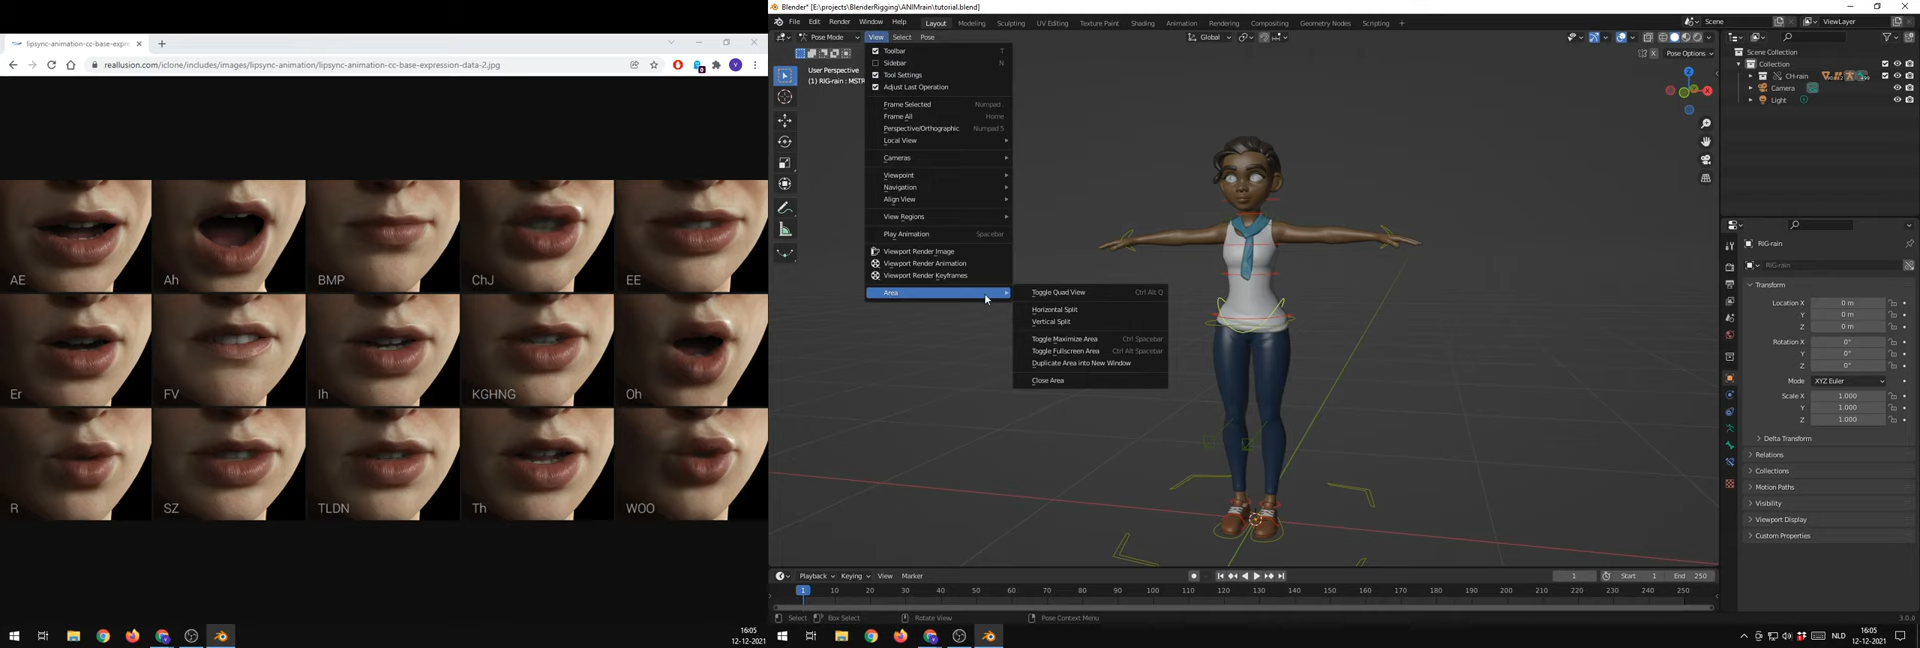 lipsync-animation-cc-base-expre
reallusion.com/iclone/includes/images/lipsync-animation/lipsync-animation-cc-base-expression-data-2.jpg
AE
Ah
BMP
ChJ
EE
Er
FV
Ih
KGHNG
Oh
R
SZ
TLDN
Th
WOO
16:05
12-12-2021
Blender* [E:\projects\BlenderRigging\ANIMrain\tutorial.blend]
File Edit Render Window Help Layout Modeling Sculpting UV Editing Texture Paint Shading Animation Rendering Compositing Geometry Nodes Scripting +
Scene
ViewLayer
Pose Mode View Select Pose
Global
Pose Options
User Perspective
(1) RIG-rain : MSTR
Toolbar T
Sidebar N
Tool Settings
Adjust Last Operation
Frame Selected Numpad .
Frame All Home
Perspective/Orthographic Numpad 5
Local View
Cameras
Viewpoint
Navigation
Align View
View Regions
Play Animation Spacebar
Viewport Render Image
Viewport Render Animation
Viewport Render Keyframes
Area
Toggle Quad View Ctrl Alt Q
Horizontal Split
Vertical Split
Toggle Maximize Area Ctrl Spacebar
Toggle Fullscreen Area Ctrl Alt Spacebar
Duplicate Area into New Window
Close Area
Scene Collection
Collection
CH-rain
Camera
Light
RIG-rain
RIG-rain
Transform
Location X 0 m
Y 0 m
Z 0 m
Rotation X 0°
Y 0°
Z 0°
Mode XYZ Euler
Scale X 1.000
Y 1.000
Z 1.000
Delta Transform
Relations
Collections
Motion Paths
Visibility
Viewport Display
Custom Properties
Playback Keying View Marker
1 Start 1 End 250
1 10 20 30 40 50 60 70 80 90 100 110 120 130 140 150 160 170 180 190 200 210 220 230 240 250
Select Box Select Rotate View Pose Context Menu
3.0.0
NLD
16:05
12-12-2021